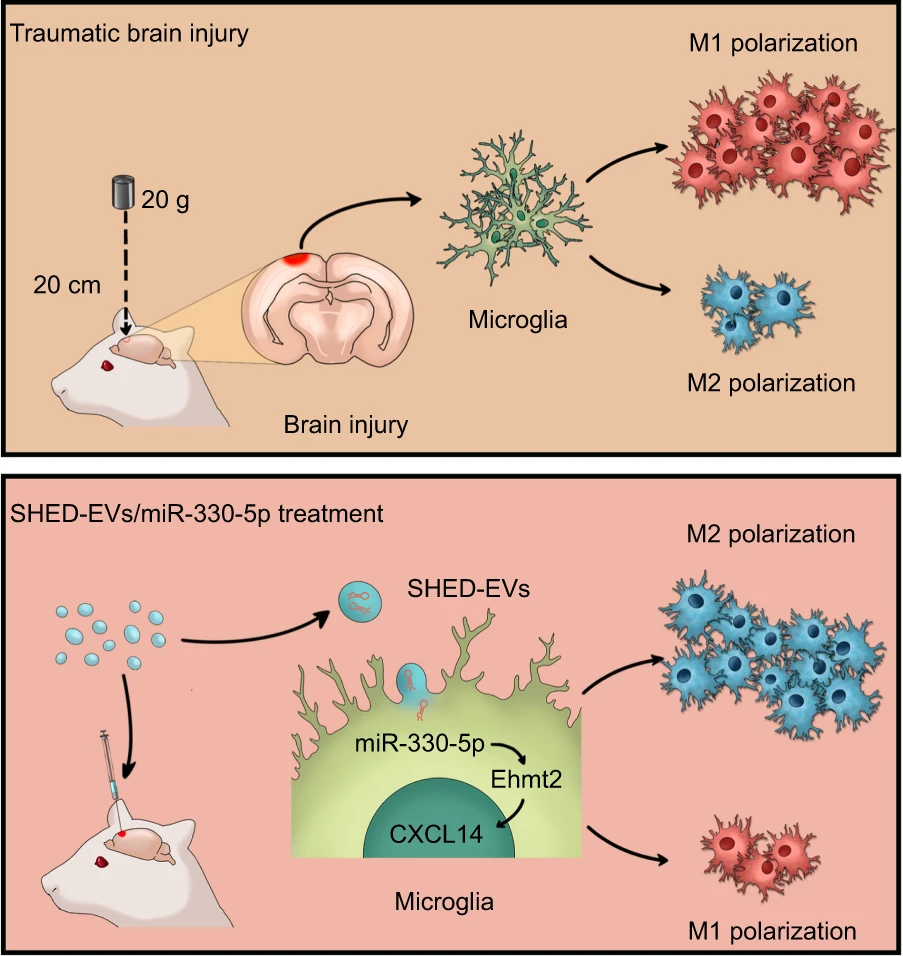 Traumatic brain injury
M1 polarization
20 g
20 cm
Microglia
M2 polarization
Brain injury
SHED-EVs/miR-330-5p treatment
M2 polarization
SHED-EVs
miR-330-5p
Ehmt2
CXCL14
Microglia
M1 polarization